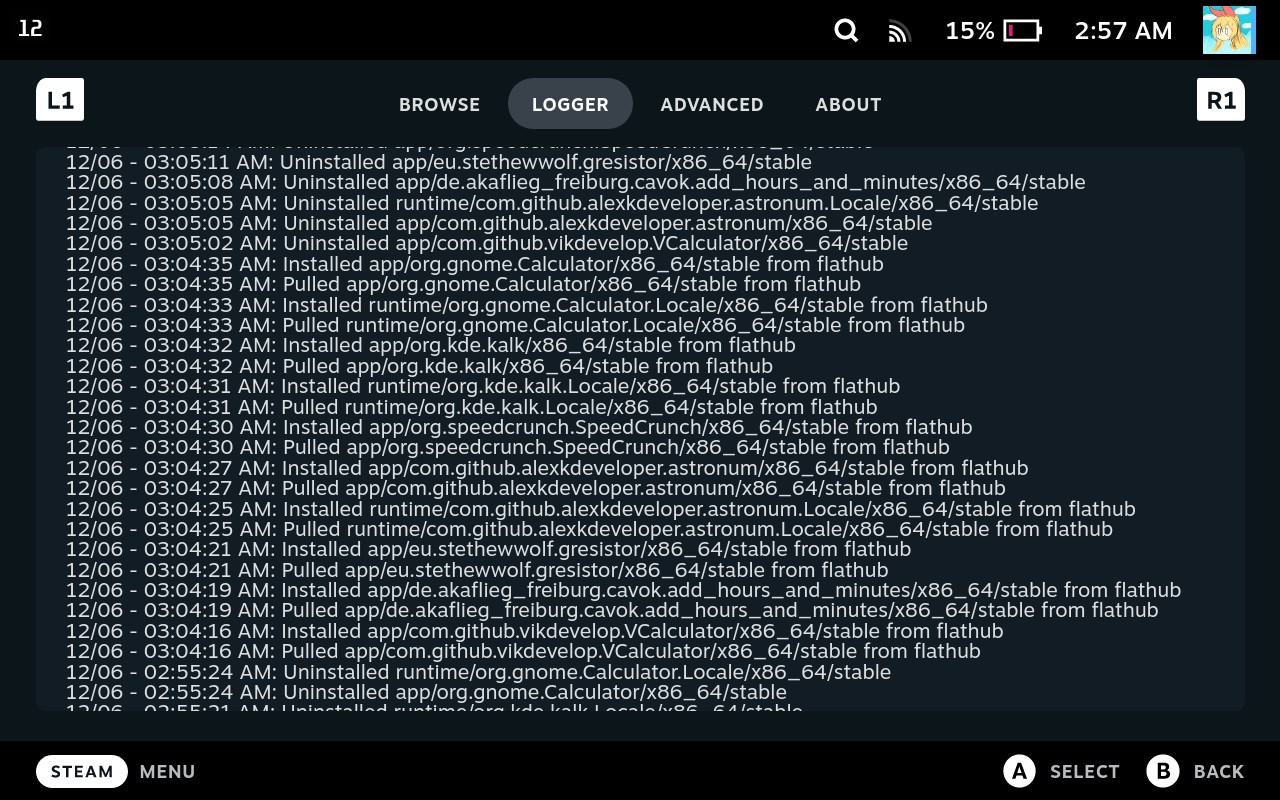 12
15%
2:57 AM
L1
BROWSE
LOGGER
ADVANCED
ABOUT
R1
12/06 - 03:05:11 AM: Uninstalled app/eu.stethewwolf.gresistor/x86_64/stable
12/06 - 03:05:08 AM: Uninstalled app/de.akaflieg_freiburg.cavok.add_hours_and_minutes/x86_64/stable
12/06 - 03:05:05 AM: Uninstalled runtime/com.github.alexkdeveloper.astronum.Locale/x86_64/stable
12/06 - 03:05:05 AM: Uninstalled app/com.github.alexkdeveloper.astronum/x86_64/stable
12/06 - 03:05:02 AM: Uninstalled app/com.github.vikdevelop.VCalculator/x86_64/stable
12/06 - 03:04:35 AM: Installed app/org.gnome.Calculator/x86_64/stable from flathub
12/06 - 03:04:35 AM: Pulled app/org.gnome.Calculator/x86_64/stable from flathub
12/06 - 03:04:33 AM: Installed runtime/org.gnome.Calculator.Locale/x86_64/stable from flathub
12/06 - 03:04:33 AM: Pulled runtime/org.gnome.Calculator.Locale/x86_64/stable from flathub
12/06 - 03:04:32 AM: Installed app/org.kde.kalk/x86_64/stable from flathub
12/06 - 03:04:32 AM: Pulled app/org.kde.kalk/x86_64/stable from flathub
12/06 - 03:04:31 AM: Installed runtime/org.kde.kalk.Locale/x86_64/stable from flathub
12/06 - 03:04:31 AM: Pulled runtime/org.kde.kalk.Locale/x86_64/stable from flathub
12/06 - 03:04:30 AM: Installed app/org.speedcrunch.SpeedCrunch/x86_64/stable from flathub
12/06 - 03:04:30 AM: Pulled app/org.speedcrunch.SpeedCrunch/x86_64/stable from flathub
12/06 - 03:04:27 AM: Installed app/com.github.alexkdeveloper.astronum/x86_64/stable from flathub
12/06 - 03:04:27 AM: Pulled app/com.github.alexkdeveloper.astronum/x86_64/stable from flathub
12/06 - 03:04:25 AM: Installed runtime/com.github.alexkdeveloper.astronum.Locale/x86_64/stable from flathub
12/06 - 03:04:25 AM: Pulled runtime/com.github.alexkdeveloper.astronum.Locale/x86_64/stable from flathub
12/06 - 03:04:21 AM: Installed app/eu.stethewwolf.gresistor/x86_64/stable from flathub
12/06 - 03:04:21 AM: Pulled app/eu.stethewwolf.gresistor/x86_64/stable from flathub
12/06 - 03:04:19 AM: Installed app/de.akaflieg_freiburg.cavok.add_hours_and_minutes/x86_64/stable from flathub
12/06 - 03:04:19 AM: Pulled app/de.akaflieg_freiburg.cavok.add_hours_and_minutes/x86_64/stable from flathub
12/06 - 03:04:16 AM: Installed app/com.github.vikdevelop.VCalculator/x86_64/stable from flathub
12/06 - 03:04:16 AM: Pulled app/com.github.vikdevelop.VCalculator/x86_64/stable from flathub
12/06 - 02:55:24 AM: Uninstalled runtime/org.gnome.Calculator.Locale/x86_64/stable
12/06 - 02:55:24 AM: Uninstalled app/org.gnome.Calculator/x86_64/stable
12/06 - 02:55:21 AM: Uninstalled runtime/org.kde.kalk.Locale/x86_64/stable
STEAM MENU
A SELECT
B BACK